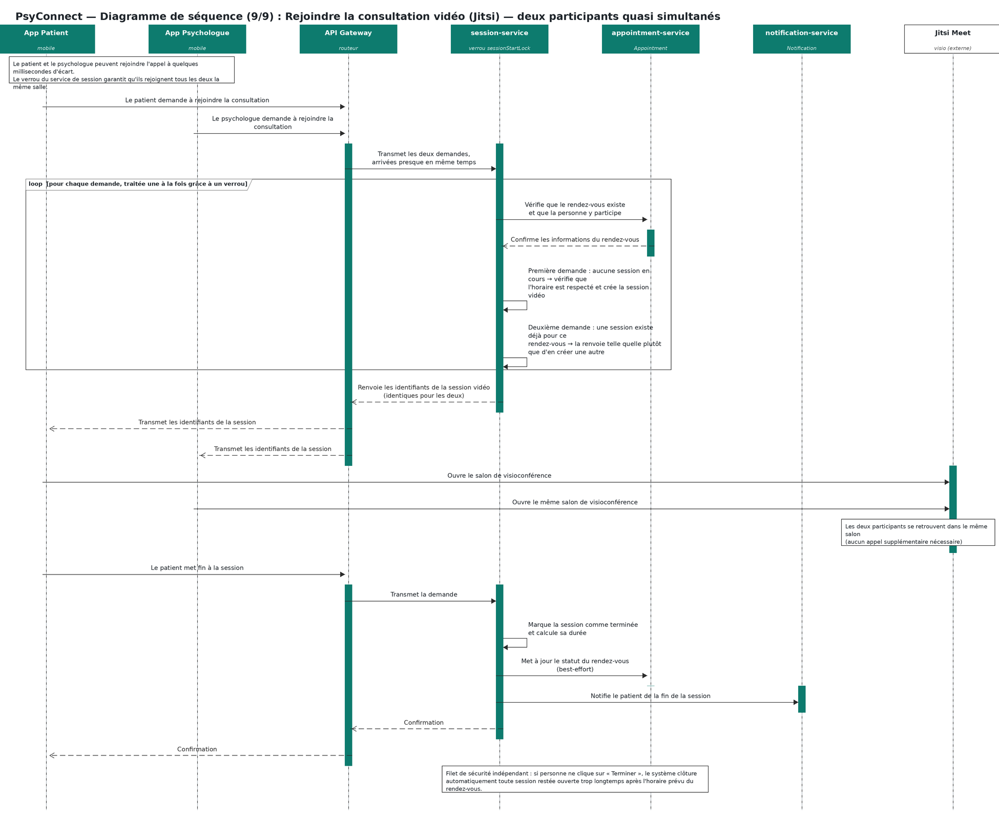 PsyConnect — Diagramme de séquence (9/9) : Rejoindre la consultation vidéo (Jitsi) — deux participants quasi simultanés
App Patient
mobile
App Psychologue
mobile
API Gateway
routeur
session-service
verrou sessionStartLock
appointment-service
Appointment
notification-service
Notification
Jitsi Meet
visio (externe)
Le patient et le psychologue peuvent rejoindre l'appel à quelques
millisecondes d'écart.
Le verrou du service de session garantit qu'ils rejoignent tous les deux la
même salle.
Le patient demande à rejoindre la consultation
Le psychologue demande à rejoindre la
consultation
Transmet les deux demandes,
arrivées presque en même temps
loop [pour chaque demande, traitée une à la fois grâce à un verrou]
Vérifie que le rendez-vous existe
et que la personne y participe
Confirme les informations du rendez-vous
Première demande : aucune session en
cours → vérifie que
l'horaire est respecté et crée la session
vidéo
Deuxième demande : une session existe
déjà pour ce
rendez-vous → la renvoie telle quelle plutôt
que d'en créer une autre
Renvoie les identifiants de la session vidéo
(identiques pour les deux)
Transmet les identifiants de la session
Transmet les identifiants de la session
Ouvre le salon de visioconférence
Ouvre le même salon de visioconférence
Les deux participants se retrouvent dans le même
salon
(aucun appel supplémentaire nécessaire)
Le patient met fin à la session
Transmet la demande
Marque la session comme terminée
et calcule sa durée
Met à jour le statut du rendez-vous
(best-effort)
Notifie le patient de la fin de la session
Confirmation
Confirmation
Filet de sécurité indépendant : si personne ne clique sur « Terminer », le système clôture
automatiquement toute session restée ouverte trop longtemps après l'horaire prévu du
rendez-vous.